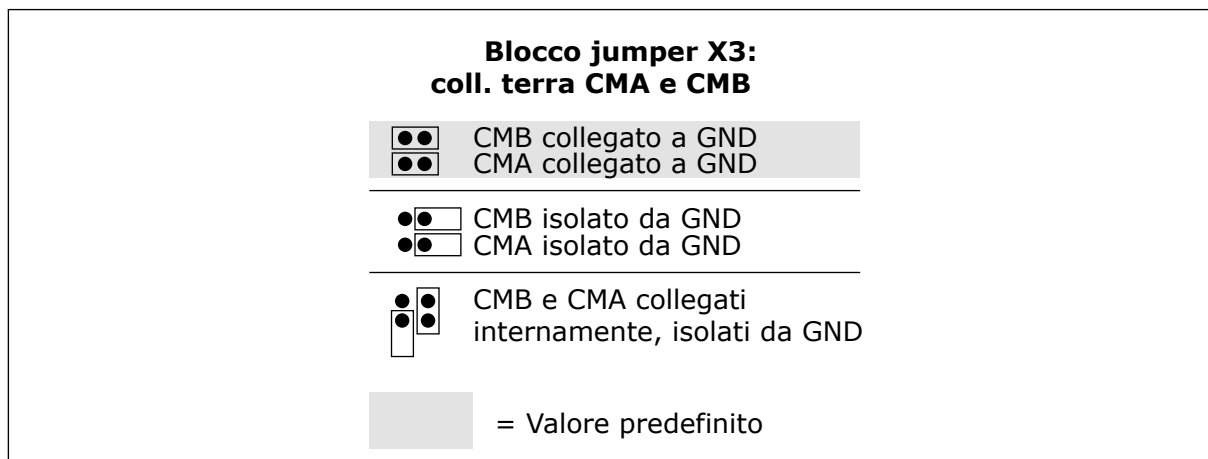 Blocco jumper X3:
coll. terra CMA e CMB
CMB collegato a GND
CMA collegato a GND
CMB isolato da GND
CMA isolato da GND
CMB e CMA collegati
internamente, isolati da GND
= Valore predefinito